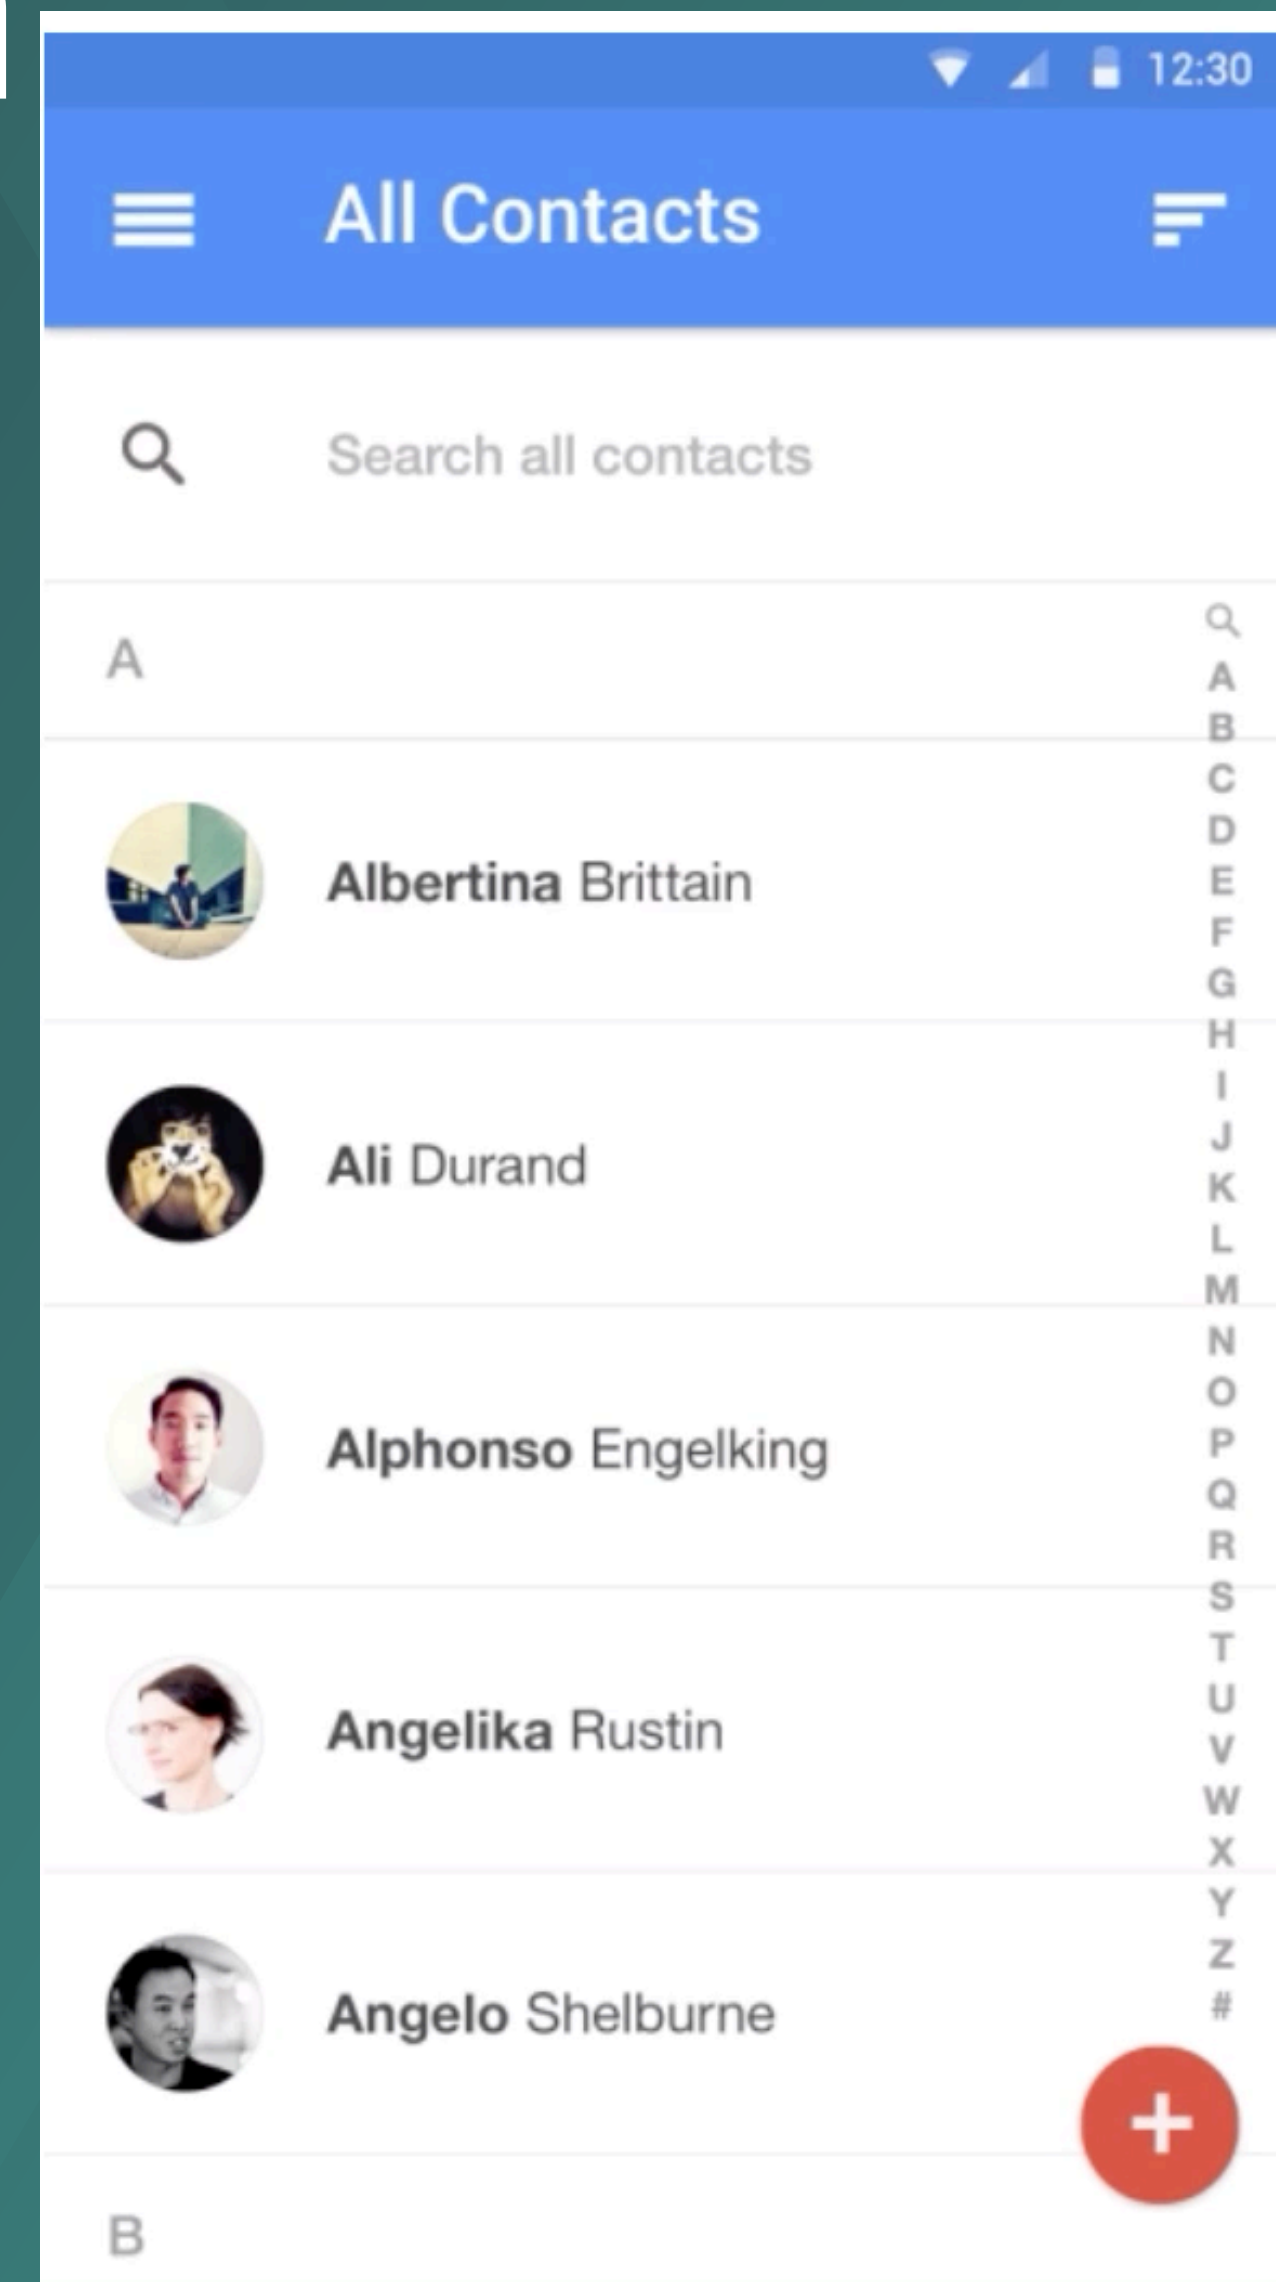 12:30
All Contacts
Search all contacts
A
Albertina Brittain
Ali Durand
Alphonso Engelking
Angelika Rustin
Angelo Shelburne
B
A
B
C
D
E
F
G
H
I
J
K
L
M
N
O
P
Q
R
S
T
U
V
W
X
Y
Z
#
+